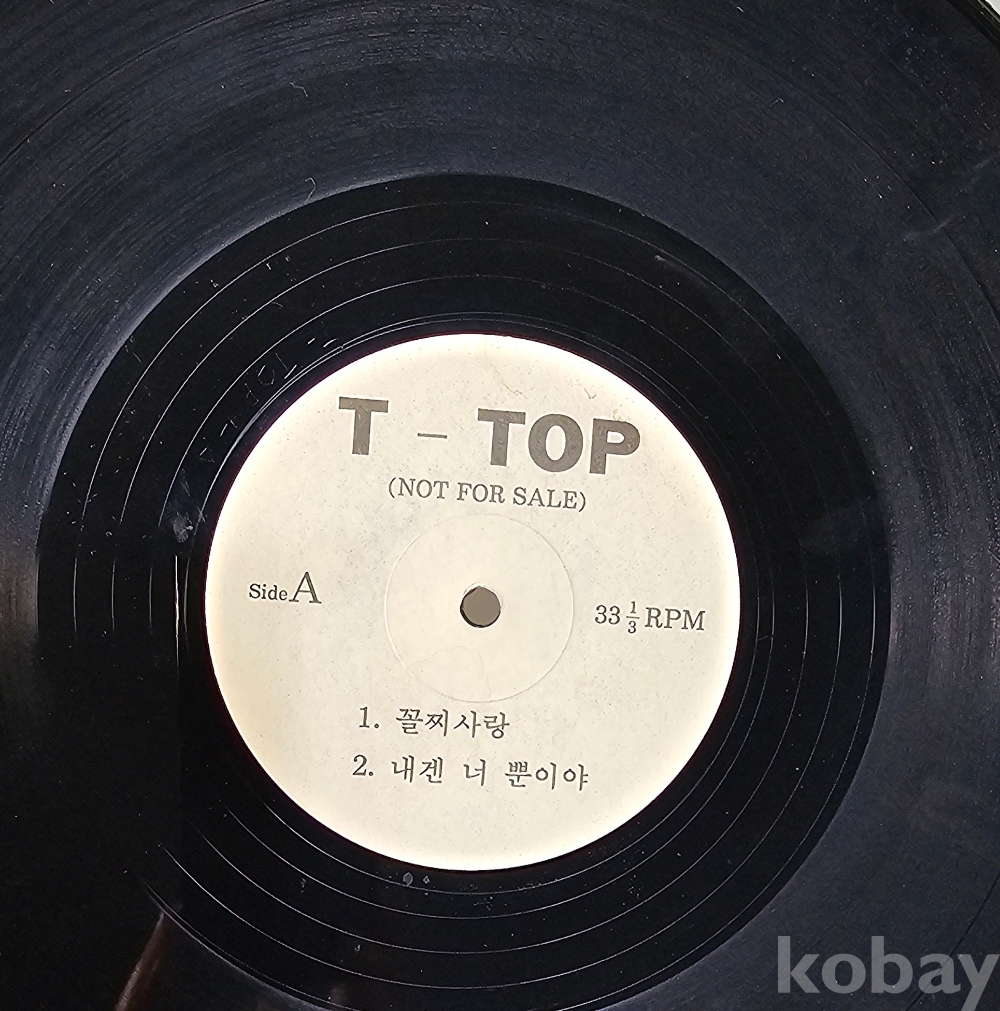 T - TOP
(NOT FOR SALE)
Side A
33 1/3 RPM
1. 꼴찌사랑
2. 내겐 너 뿐이야
kobay